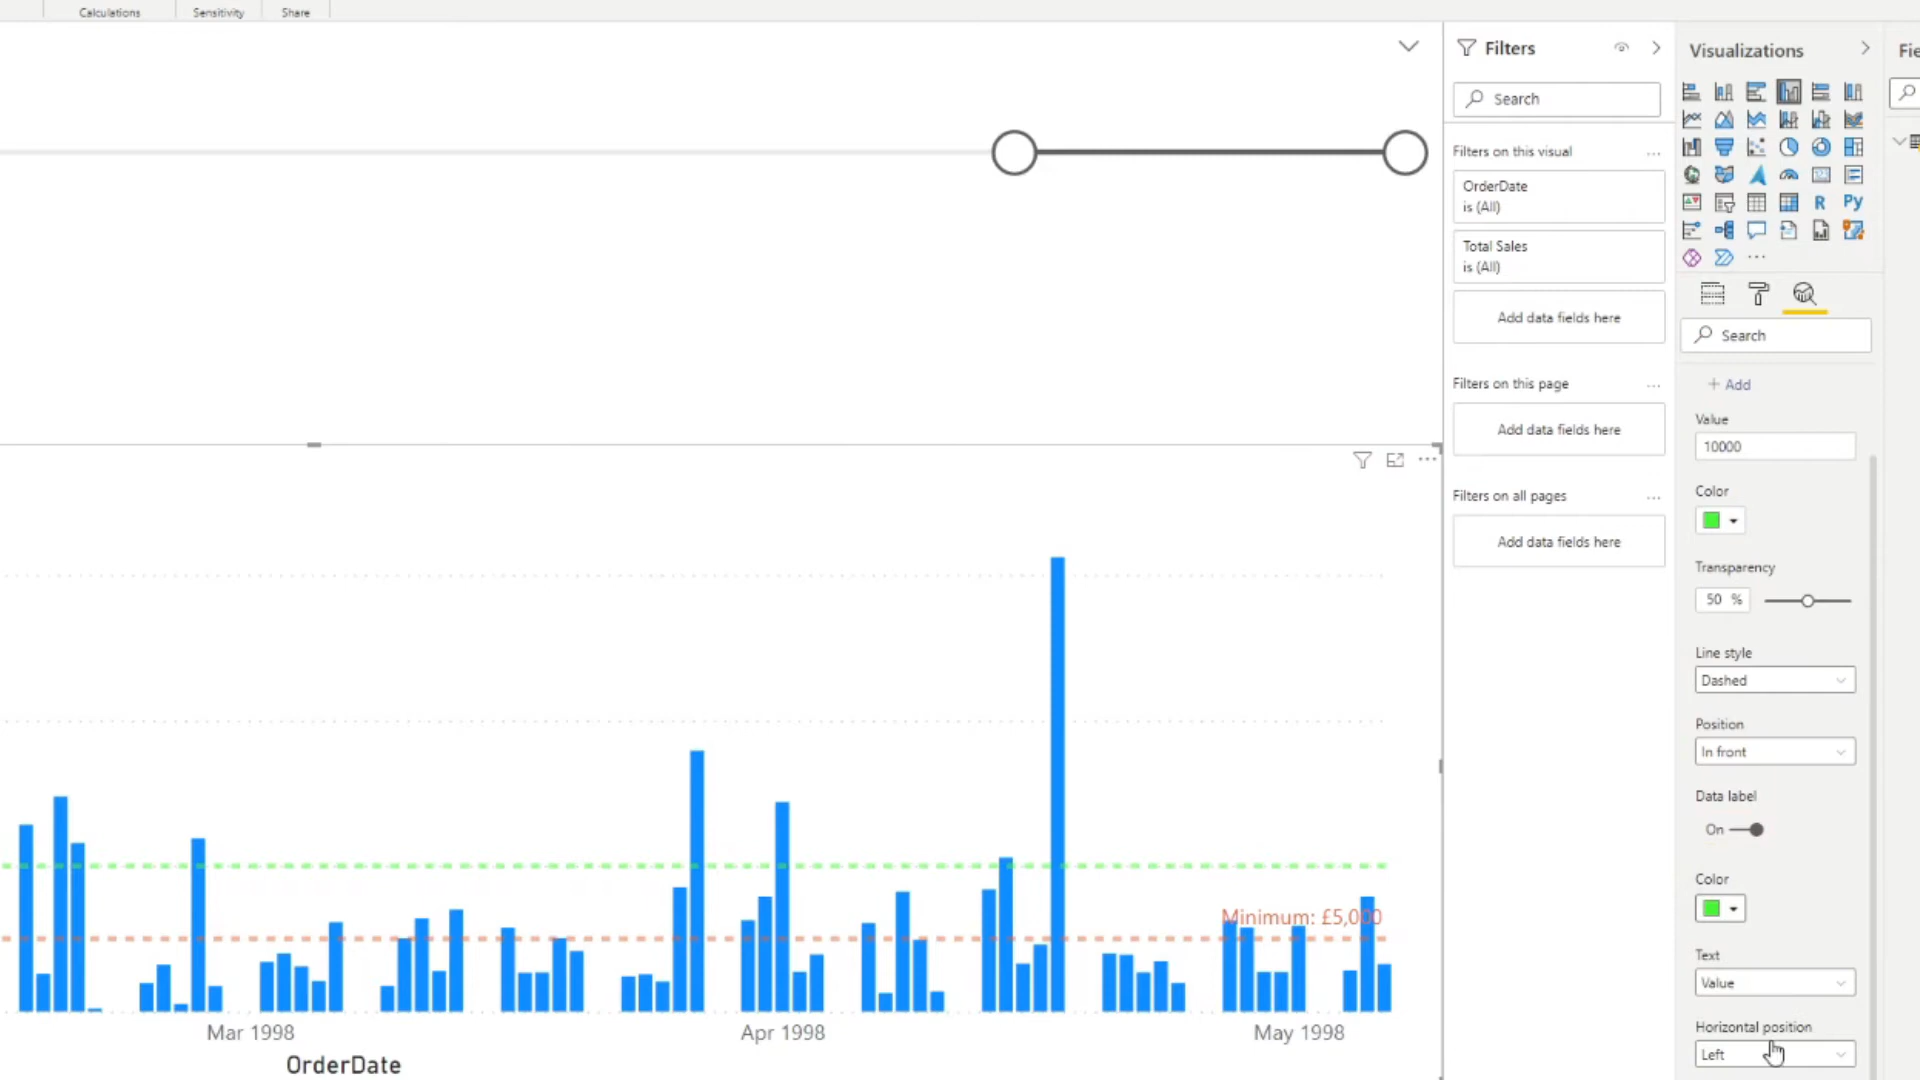 Calculations
Sensitivity
Share
Filters
Search
Filters on this visual
OrderDate
is (All)
Total Sales
is (All)
Add data fields here
Filters on this page
Add data fields here
Filters on all pages
Add data fields here
Visualizations
R
Py
Search
+ Add
Value
10000
Color
Transparency
50 %
Line style
Dashed
Position
In front
Data label
On
Color
Text
Value
Horizontal position
Left
Fie
Minimum: £5,000
Mar 1998
Apr 1998
May 1998
OrderDate